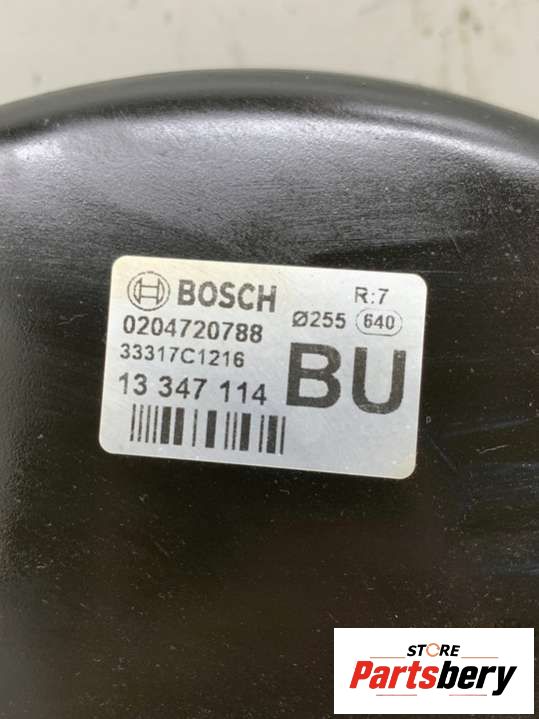 BOSCH R:7
0204720788 Ø255 640
33317C1216
13 347 114 BU
STORE
Partsbery